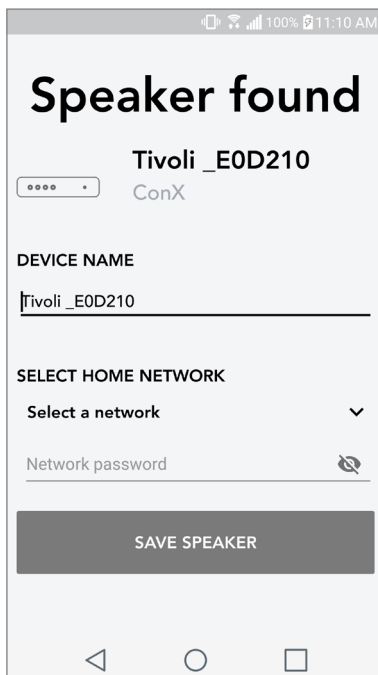 100% 11:10 AM
Speaker found
Tivoli _E0D210
ConX
DEVICE NAME
Tivoli _E0D210
SELECT HOME NETWORK
Select a network
Network password
SAVE SPEAKER